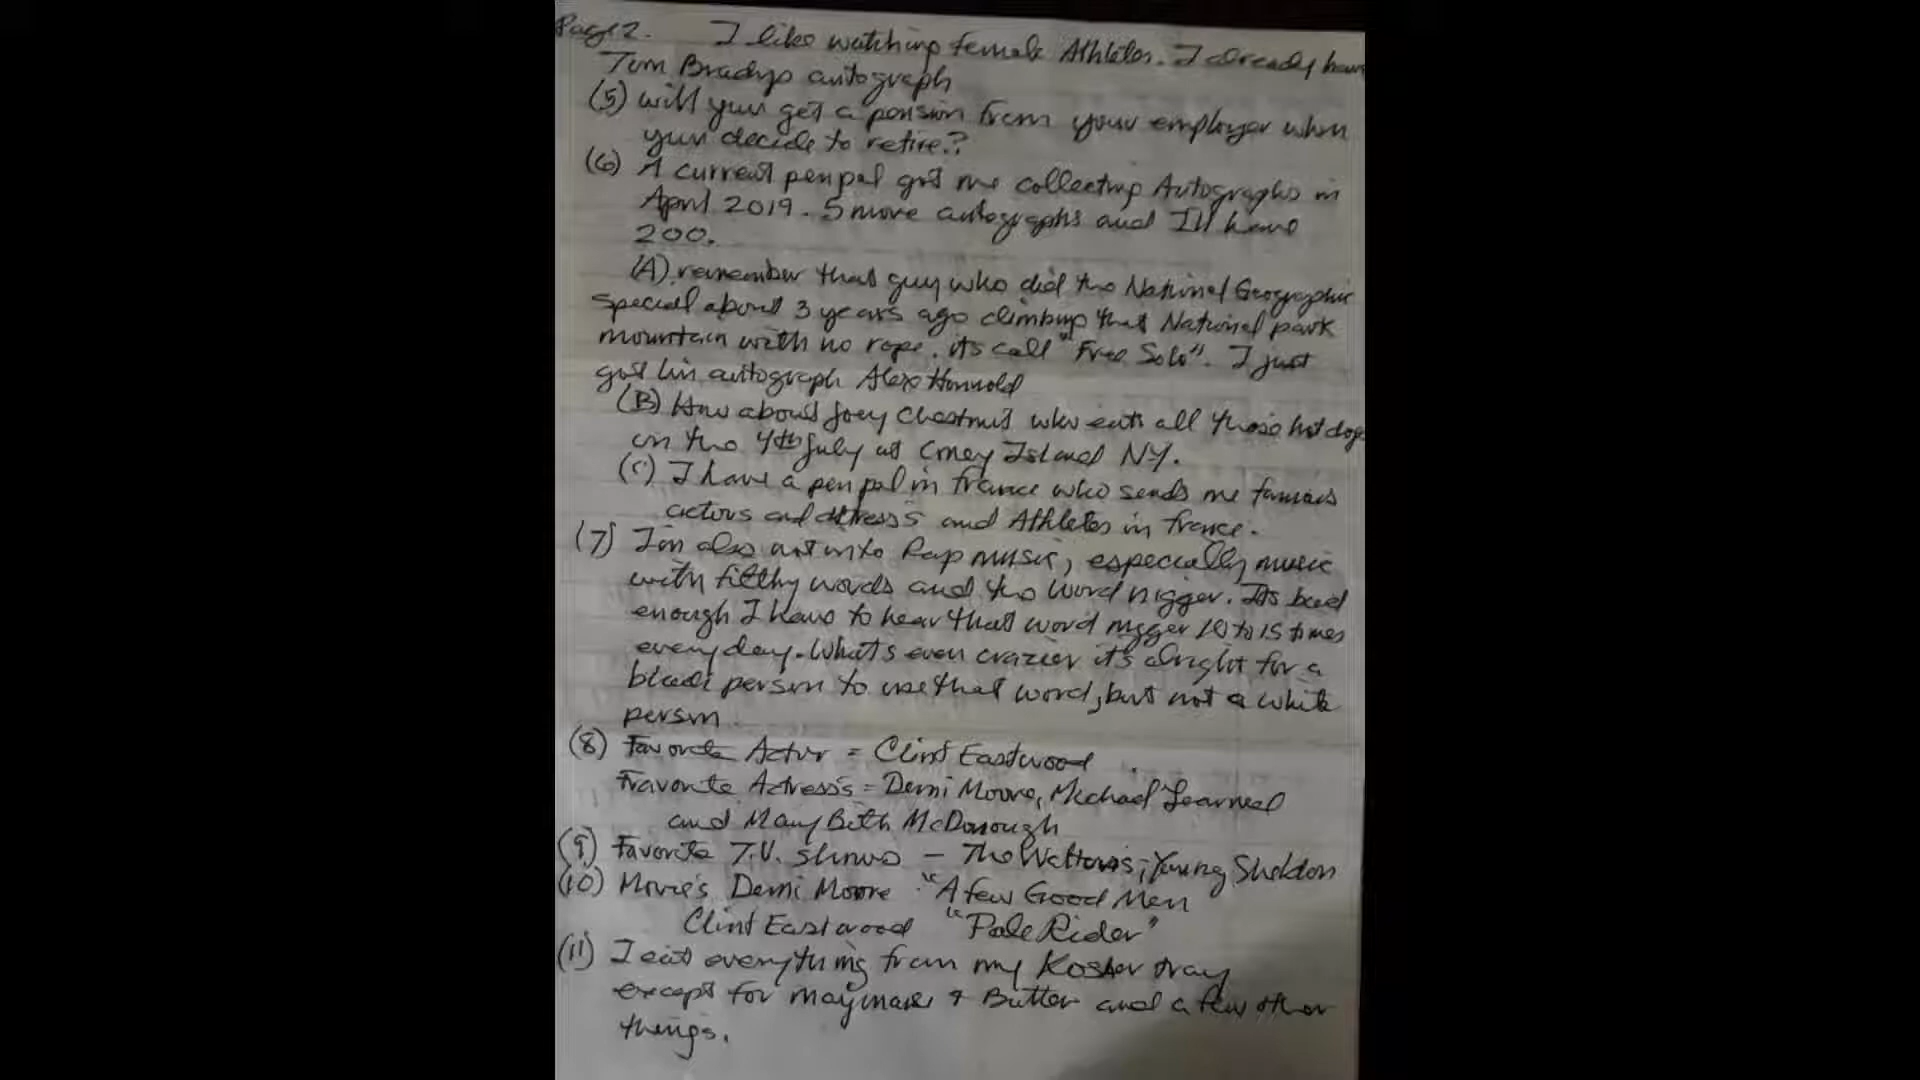 Page 2. I like watching female Athletes. I already have
Tom Bradys autograph
(5) will you get a pension from your employer when
you decide to retire.?
(6) A current penpal got me collecting Autographs in
April 2019. 5 more autographs and Ill have
200.
(A) remember that guy who did the National Geographic
special about 3 years ago climbing that National park
mountain with no rope. its call "Free Solo". I just
got his autograph Alex Honnold
(B) How about Joey Chestnut who eats all those hot dogs
on the 4th July at Coney Island NY.
(C) I have a pen pal in france who sends me famous
actors and actress's and Athletes in france.
(7) I'm also not into Rap music, especially music
with filthy words and the word nigger. Its bad
enough I have to hear that word nigger 10 to 15 times
everyday. What's even crazier it's alright for a
black person to use that word, but not a white
person
(8) Favorite Actor = Clint Eastwood
Fravorite Actress's = Demi Moore, Michael Learned
and Mary Beth McDonough
(9) Favorite T.V. shows - The Waltons, Young Sheldon
(10) Movie's Demi Moore "A few Good Men
Clint Eastwood "Pale Rider"
(11) I eat everything from my Kosher tray
except for maynaise & Butter and a few other
things.